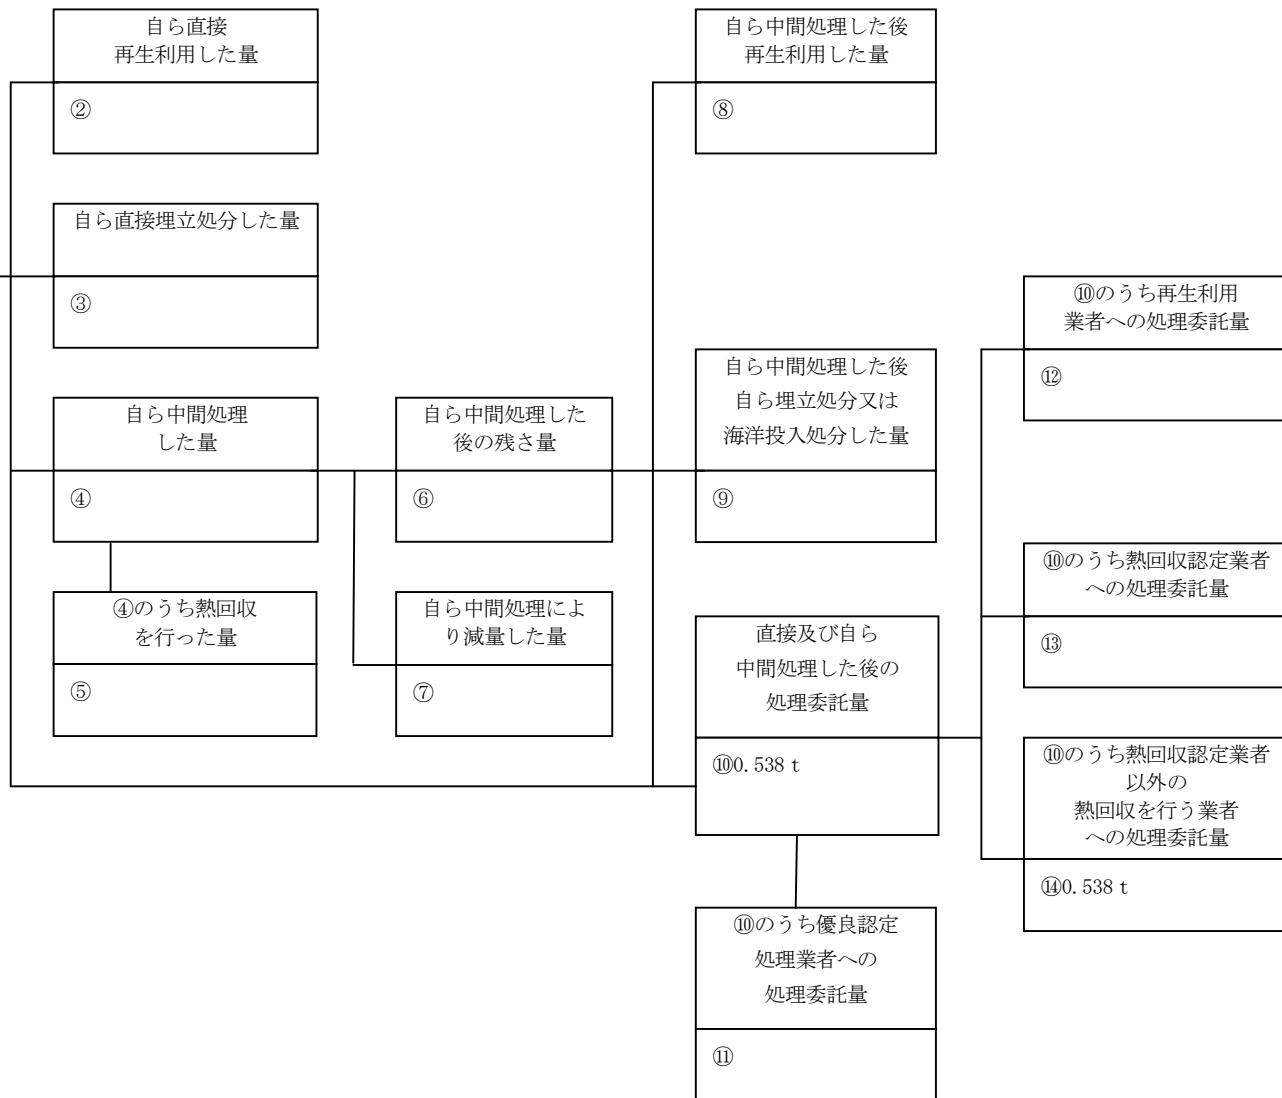 自ら直接
再生利用した量
②
自ら直接埋立処分した量
③
自ら中間処理
した量
④
④のうち熱回収
を行った量
⑤
自ら中間処理した
後の残さ量
⑥
自ら中間処理によ
り減量した量
⑦
自ら中間処理した後
再生利用した量
⑧
自ら中間処理した後
自ら埋立処分又は
海洋投入処分した量
⑨
直接及び自ら
中間処理した後の
処理委託量
⑩0.538 t
⑩のうち優良認定
処理業者への
処理委託量
⑪
⑩のうち再生利用
業者への処理委託量
⑫
⑩のうち熱回収認定業者
への処理委託量
⑬
⑩のうち熱回収認定業者
以外の
熱回収を行う業者
への処理委託量
⑭0.538 t